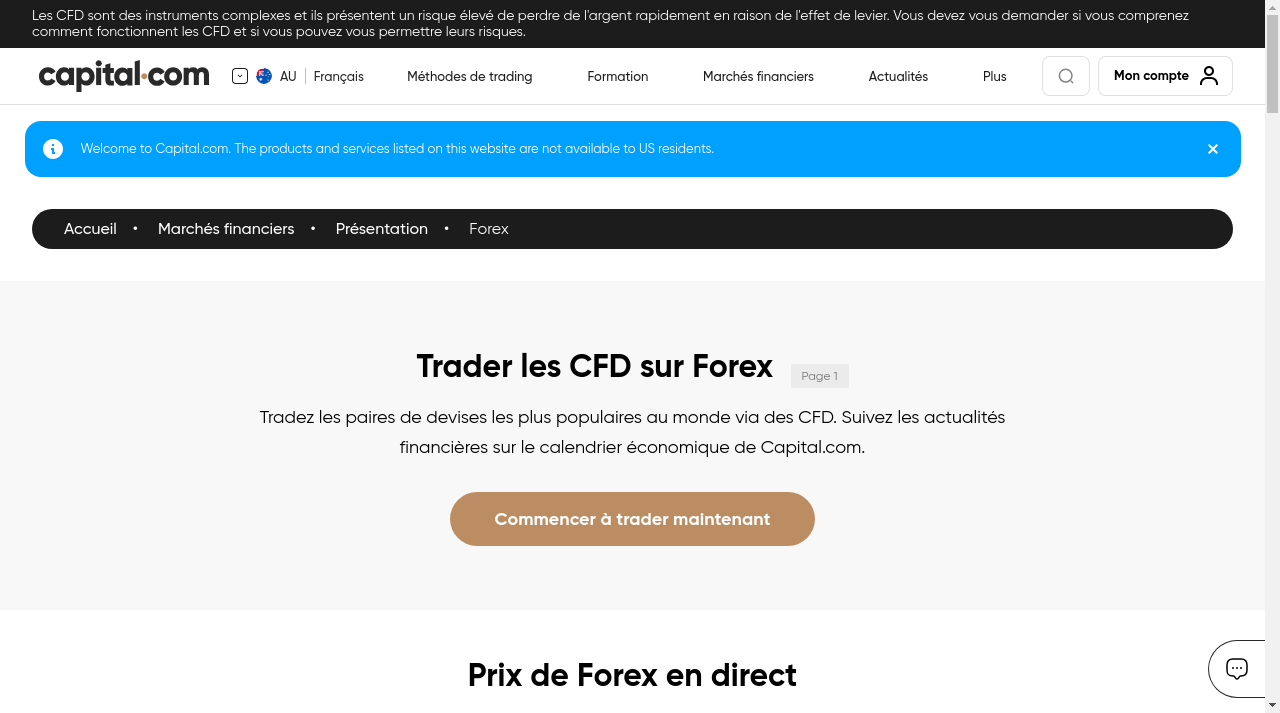 Les CFD sont des instruments complexes et ils présentent un risque élevé de perdre de l'argent rapidement en raison de l'effet de levier. Vous devez vous demander si vous comprenez
comment fonctionnent les CFD et si vous pouvez vous permettre leurs risques.
capital.com
AU
Français
Méthodes de trading
Formation
Marchés financiers
Actualités
Plus
Mon compte
Welcome to Capital.com. The products and services listed on this website are not available to US residents.
Accueil • Marchés financiers • Présentation • Forex
Trader les CFD sur Forex
Page 1
Tradez les paires de devises les plus populaires au monde via des CFD. Suivez les actualités
financières sur le calendrier économique de Capital.com.
Commencer à trader maintenant
Prix de Forex en direct